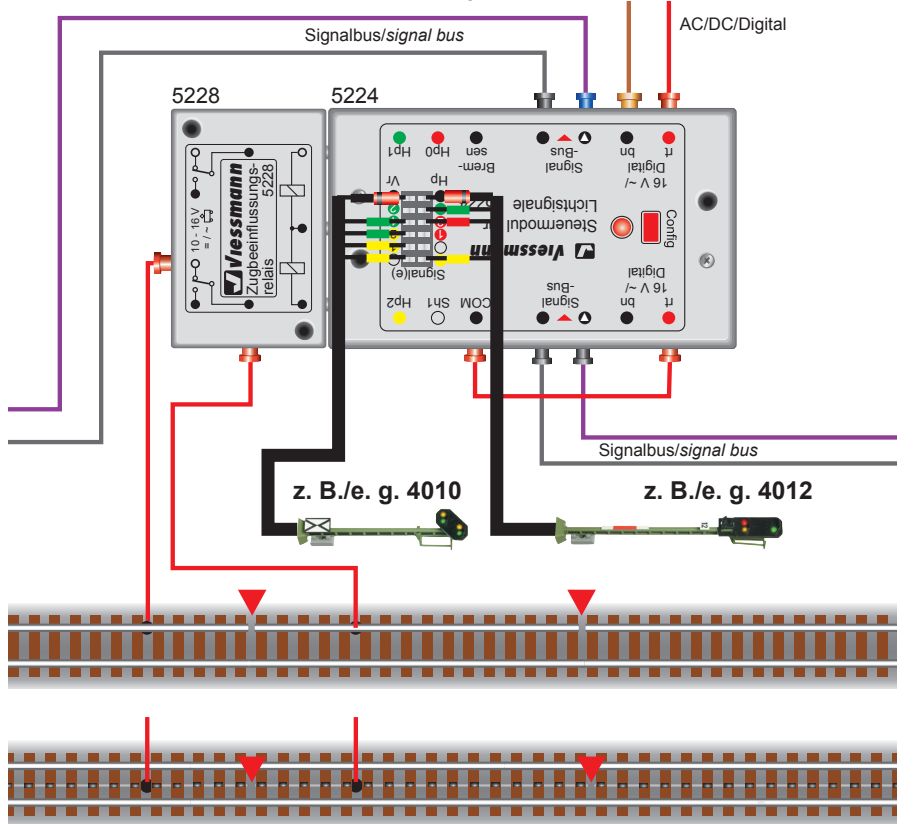 AC/DC/Digital
Signalbus/signal bus
5228
5224
Hp1
Hp0
Brem-
sen
Signal
-Bus
bn
rt
Digital
16 V ~/
Vr
Hp
Viessmann
Zugbeeinflussungs-
relais 5228
10 - 16 V
= / ~
Steuermodul für
Lichtsignale
Viessmann
Config
Signal(e)
Hp2
Sh1
COM
Signal
-Bus
bn
rt
Digital
16 V ~/
Signalbus/signal bus
z. B./e. g. 4010
z. B./e. g. 4012